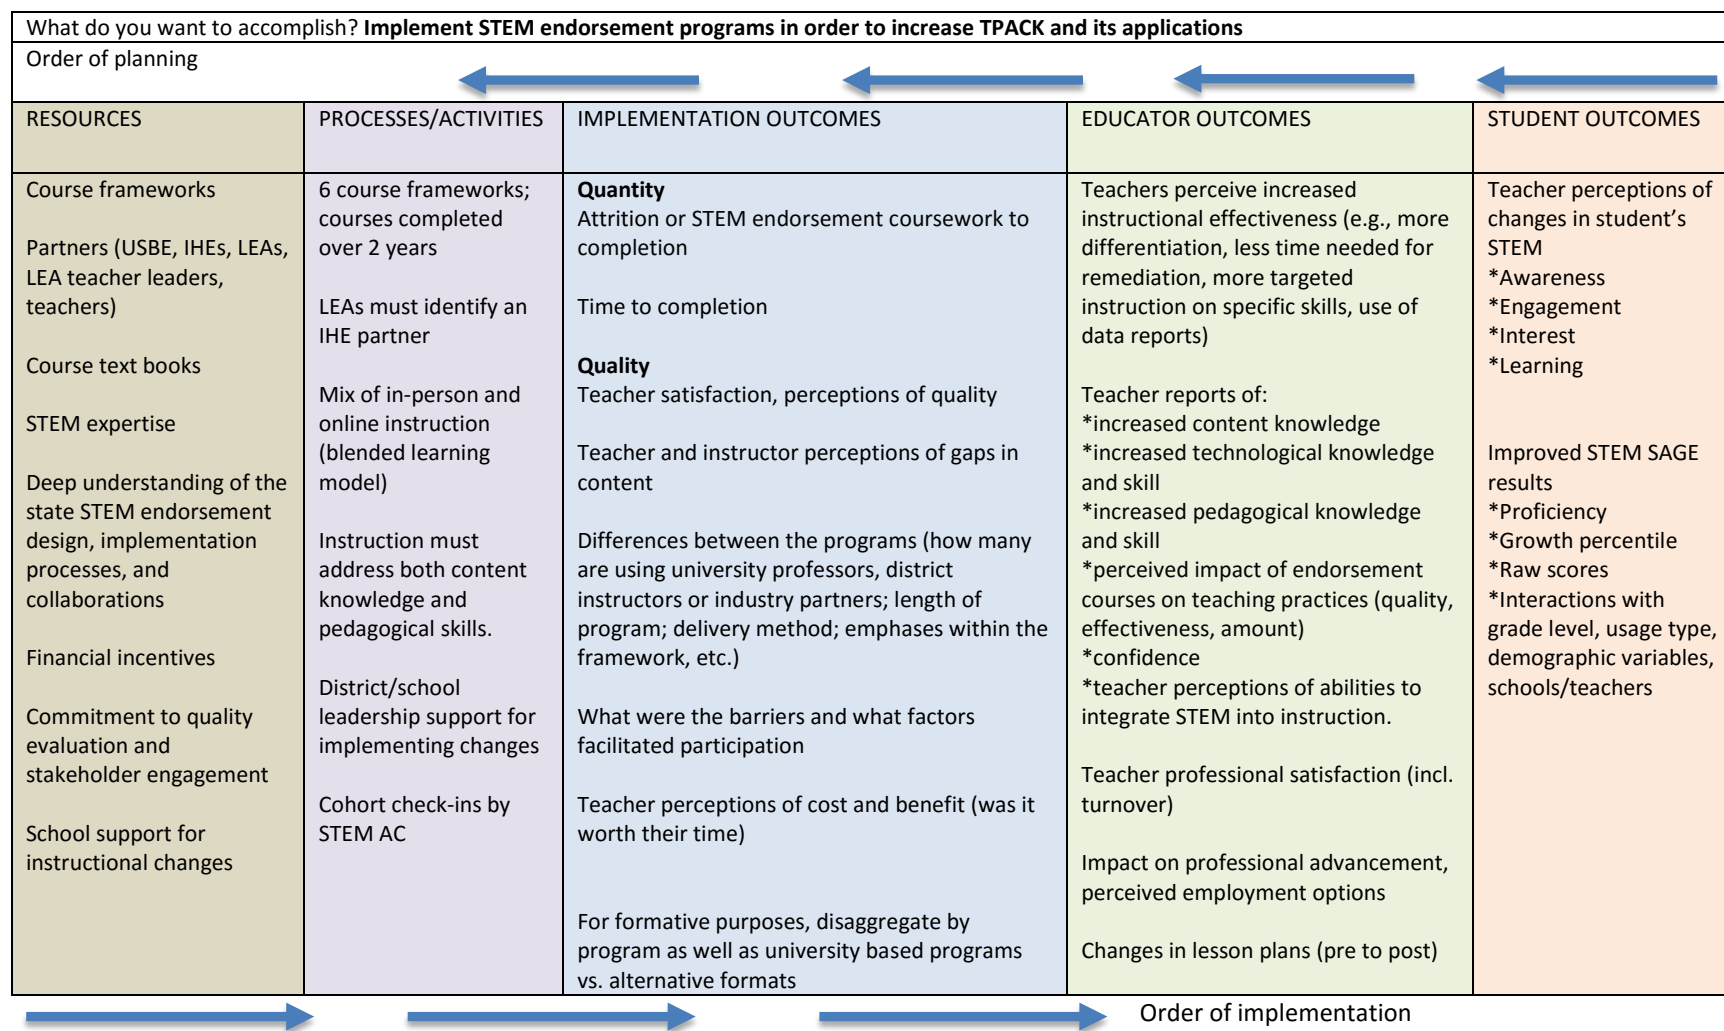 What do you want to accomplish? Implement STEM endorsement programs in order to increase TPACK and its applications
Order of planning
RESOURCES
PROCESSES/ACTIVITIES
IMPLEMENTATION OUTCOMES
EDUCATOR OUTCOMES
STUDENT OUTCOMES
Course frameworks
Partners (USBE, IHEs, LEAs,
LEA teacher leaders,
teachers)
Course text books
STEM expertise
Deep understanding of the
state STEM endorsement
design, implementation
processes, and
collaborations
Financial incentives
Commitment to quality
evaluation and
stakeholder engagement
School support for
instructional changes
6 course frameworks;
courses completed
over 2 years
LEAs must identify an
IHE partner
Mix of in-person and
online instruction
(blended learning
model)
Instruction must
address both content
knowledge and
pedagogical skills.
District/school
leadership support for
implementing changes
Cohort check-ins by
STEM AC
Quantity
Attrition or STEM endorsement coursework to
completion
Time to completion
Quality
Teacher satisfaction, perceptions of quality
Teacher and instructor perceptions of gaps in
content
Differences between the programs (how many
are using university professors, district
instructors or industry partners; length of
program; delivery method; emphases within the
framework, etc.)
What were the barriers and what factors
facilitated participation
Teacher perceptions of cost and benefit (was it
worth their time)
For formative purposes, disaggregate by
program as well as university based programs
vs. alternative formats
Teachers perceive increased
instructional effectiveness (e.g., more
differentiation, less time needed for
remediation, more targeted
instruction on specific skills, use of
data reports)
Teacher reports of:
*increased content knowledge
*increased technological knowledge
and skill
*increased pedagogical knowledge
and skill
*perceived impact of endorsement
courses on teaching practices (quality,
effectiveness, amount)
*confidence
*teacher perceptions of abilities to
integrate STEM into instruction.
Teacher professional satisfaction (incl.
turnover)
Impact on professional advancement,
perceived employment options
Changes in lesson plans (pre to post)
Teacher perceptions of
changes in student’s
STEM
*Awareness
*Engagement
*Interest
*Learning
Improved STEM SAGE
results
*Proficiency
*Growth percentile
*Raw scores
*Interactions with
grade level, usage type,
demographic variables,
schools/teachers
Order of implementation